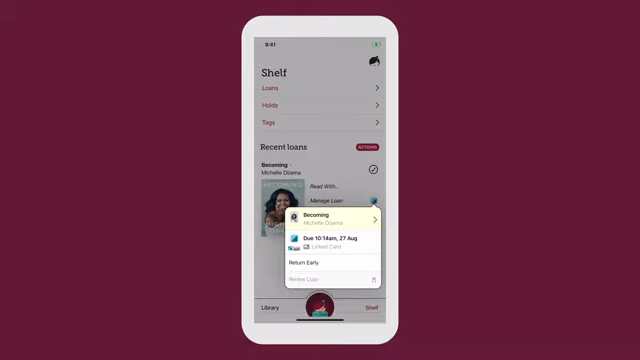 9:41
Shelf
Loans
Holds
Tags
Recent loans
ACTIONS
Becoming
Michelle Obama
BECOMING
Read With...
Manage Loan
Becoming
Michelle Obama
Due 10:14am, 27 Aug
Linked Card
Return Early
Renew Loan
Library
Shelf